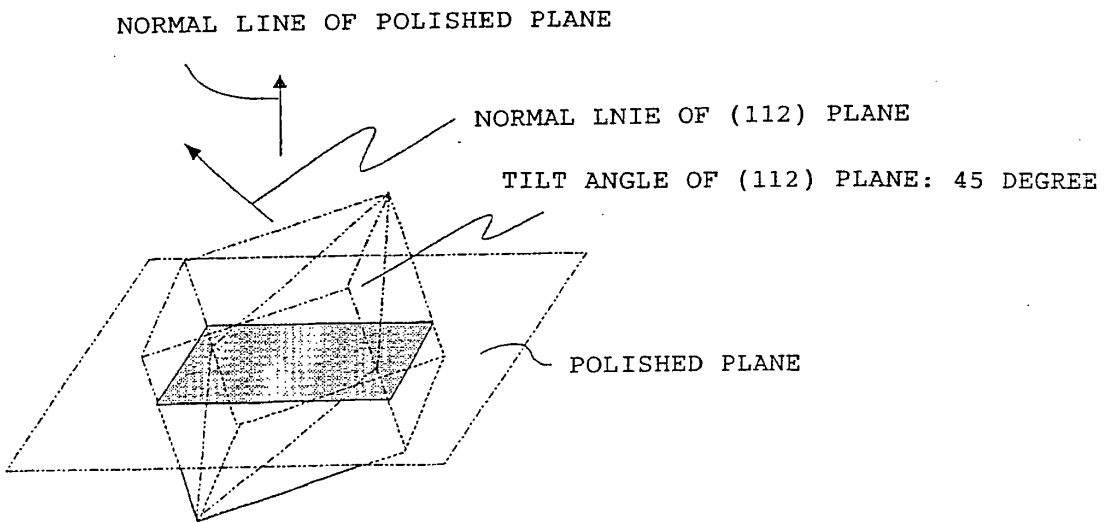 NORMAL LINE OF POLISHED PLANE
NORMAL LNIE OF (112) PLANE
TILT ANGLE OF (112) PLANE: 45 DEGREE
POLISHED PLANE